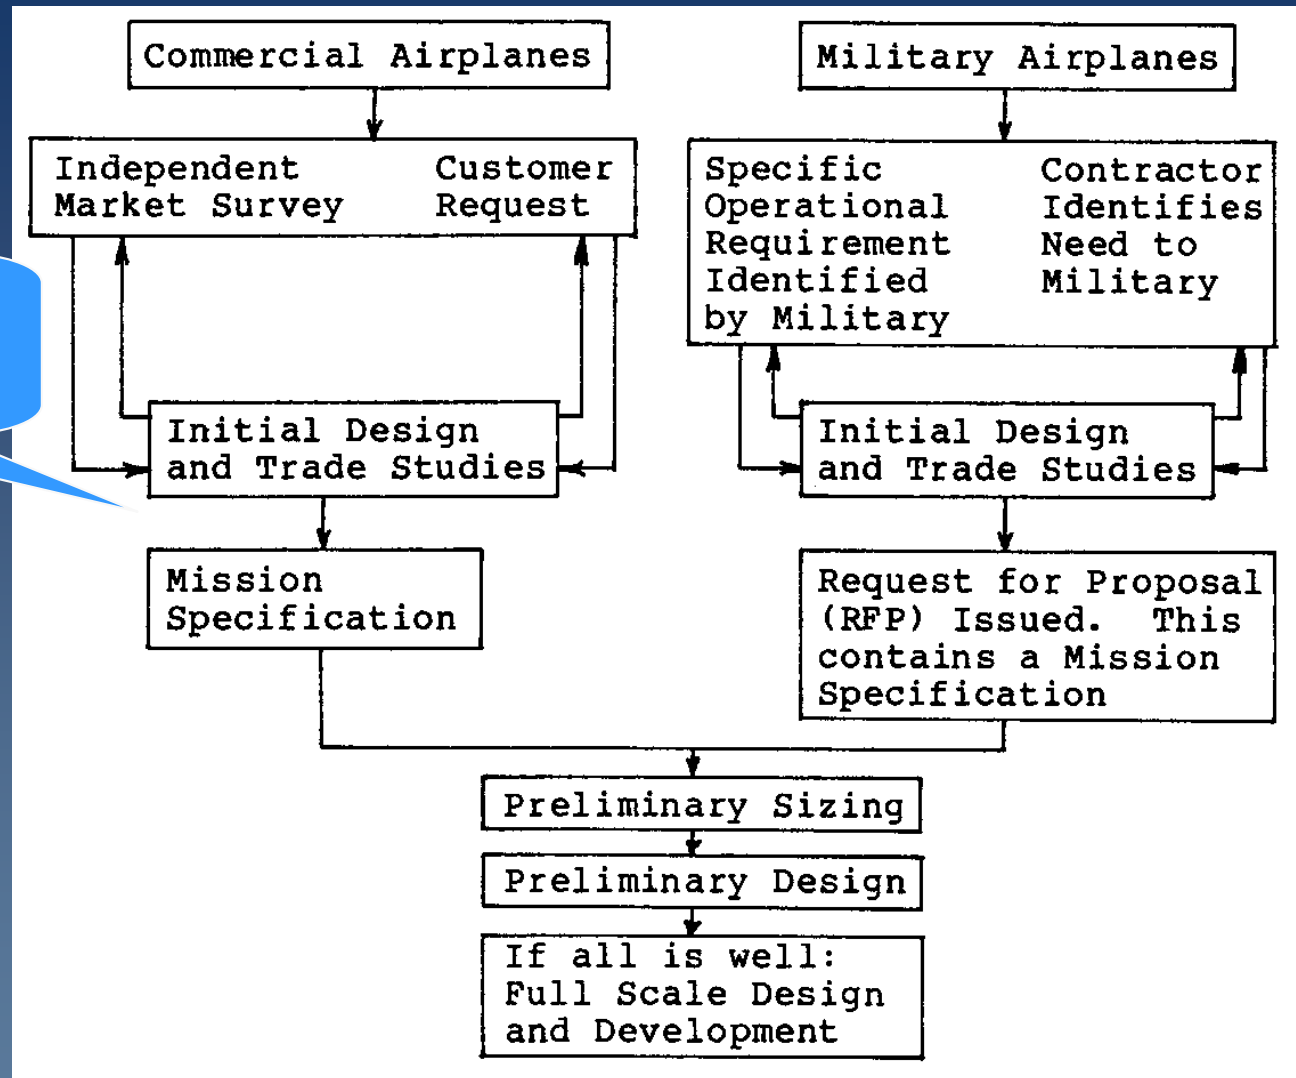 Commercial Airplanes
Military Airplanes
Independent
Market Survey
Customer
Request
Specific
Operational
Requirement
Identified
by Military
Contractor
Identifies
Need to
Military
Initial Design
and Trade Studies
Initial Design
and Trade Studies
Mission
Specification
Request for Proposal
(RFP) Issued. This
contains a Mission
Specification
Preliminary Sizing
Preliminary Design
If all is well:
Full Scale Design
and Development